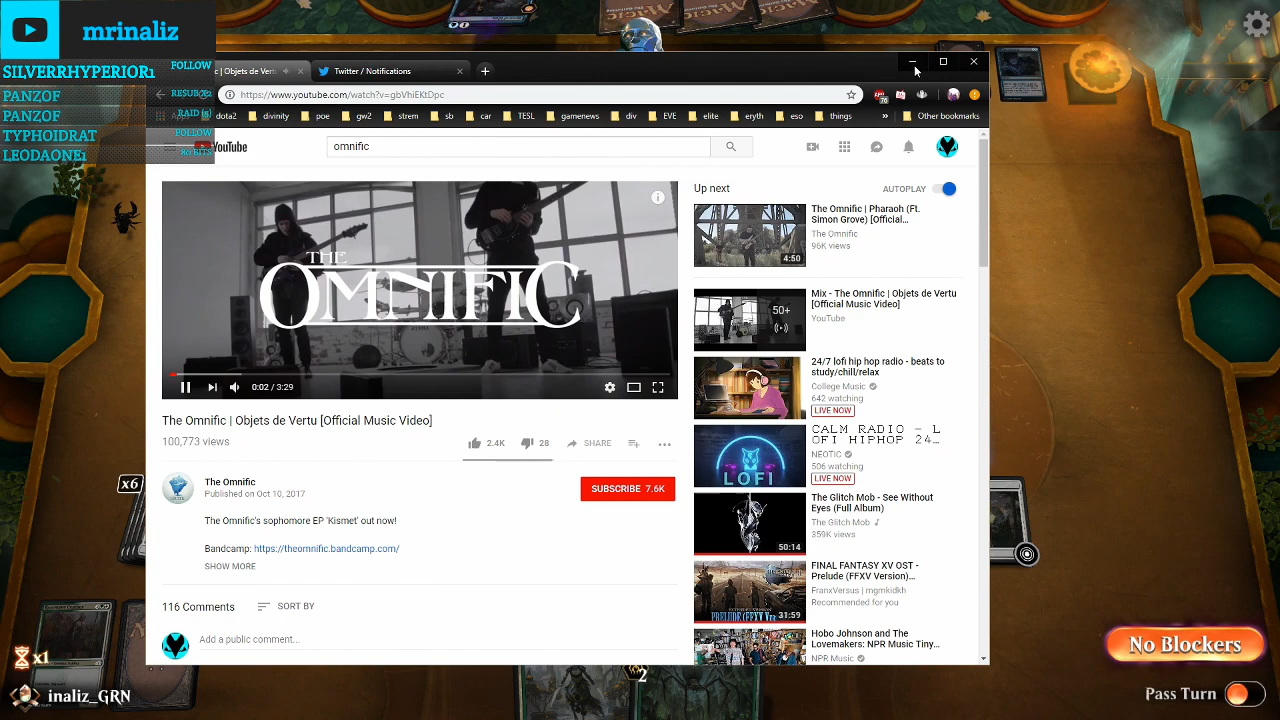 mrinaliz
SILVERRHYPERIOR1 FOLLOW
PANZOF RESUB X2
PANZOF RAID (8)
TYPHOIDRAT FOLLOW
LEODAONE1 80 BITS
| Objets de Vertu
Twitter / Notifications
https://www.youtube.com/watch?v=gbVhiEKtDpc
76
dota2 divinity poe gw2 strem sb car TESL gamenews div EVE elite eryth eso things » Other bookmarks
YouTube
omnific
THE
OMNIFIC
0:02 / 3:29
The Omnific | Objets de Vertu [Official Music Video]
100,773 views
2.4K 28 SHARE
The Omnific
Published on Oct 10, 2017
SUBSCRIBE 7.6K
The Omnific's sophomore EP 'Kismet' out now!
Bandcamp: https://theomnific.bandcamp.com/
SHOW MORE
116 Comments SORT BY
Add a public comment...
Up next AUTOPLAY
4:50
The Omnific | Pharaoh (Ft.
Simon Grove) [Official...
The Omnific
96K views
50+
Mix - The Omnific | Objets de Vertu
[Official Music Video]
YouTube
24/7 lofi hip hop radio - beats to
study/chill/relax
College Music
642 watching
LIVE NOW
LOFI
CALM RADIO - L
OFI HIPHOP 24…
NEOTIC
506 watching
LIVE NOW
50:14
The Glitch Mob - See Without
Eyes (Full Album)
The Glitch Mob
359K views
31:59
FINAL FANTASY XV OST -
Prelude (FFXV Version)...
FranxVersus | mgmkidkh
Recommended for you
Hobo Johnson and The
Lovemakers: NPR Music Tiny...
NPR Music
x6
x1
inaliz_GRN
2
No Blockers
Pass Turn